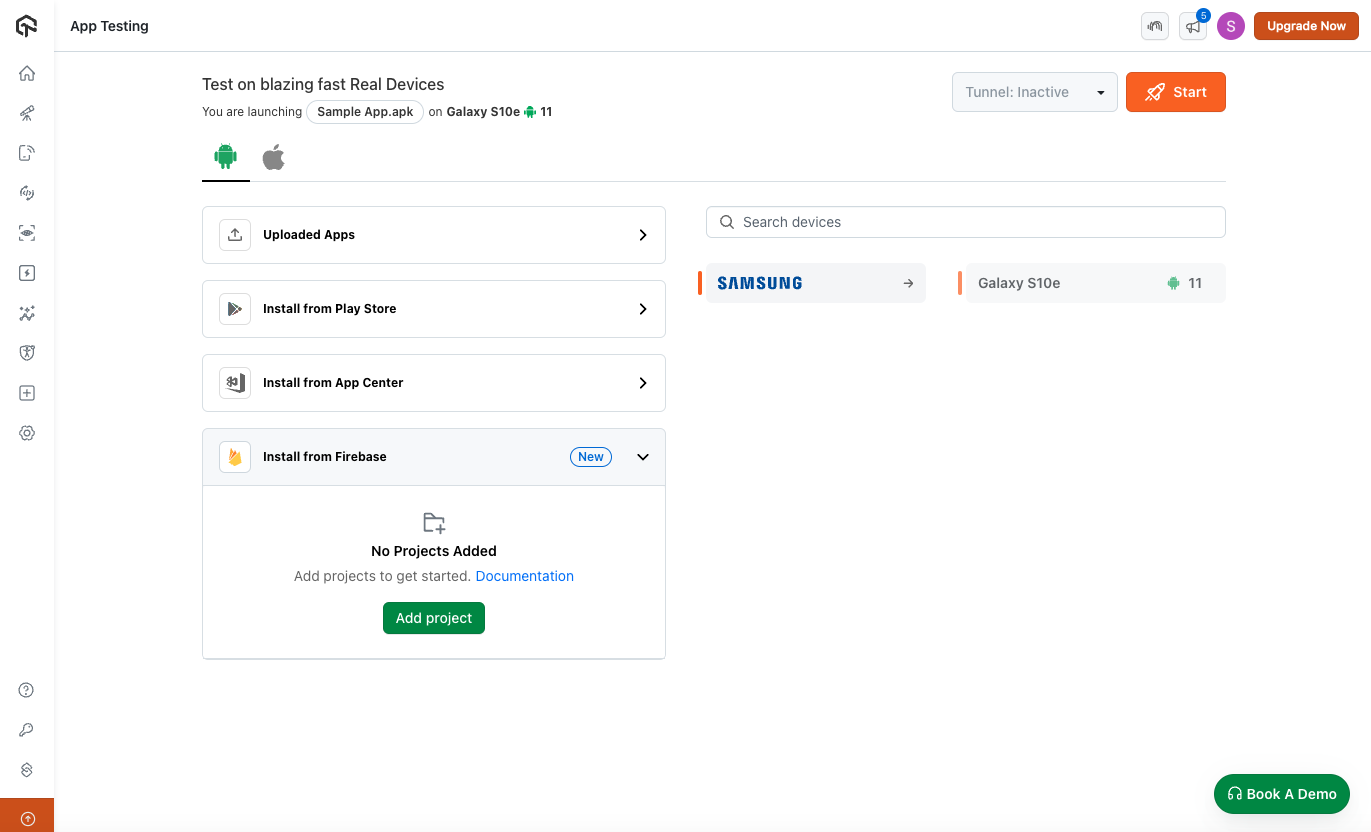 App Testing
5
S
Upgrade Now
Test on blazing fast Real Devices
You are launching Sample App.apk on Galaxy S10e 11
Tunnel: Inactive
Start
Uploaded Apps
Install from Play Store
Install from App Center
Install from Firebase New
No Projects Added
Add projects to get started. Documentation
Add project
Search devices
SAMSUNG
Galaxy S10e 11
Book A Demo